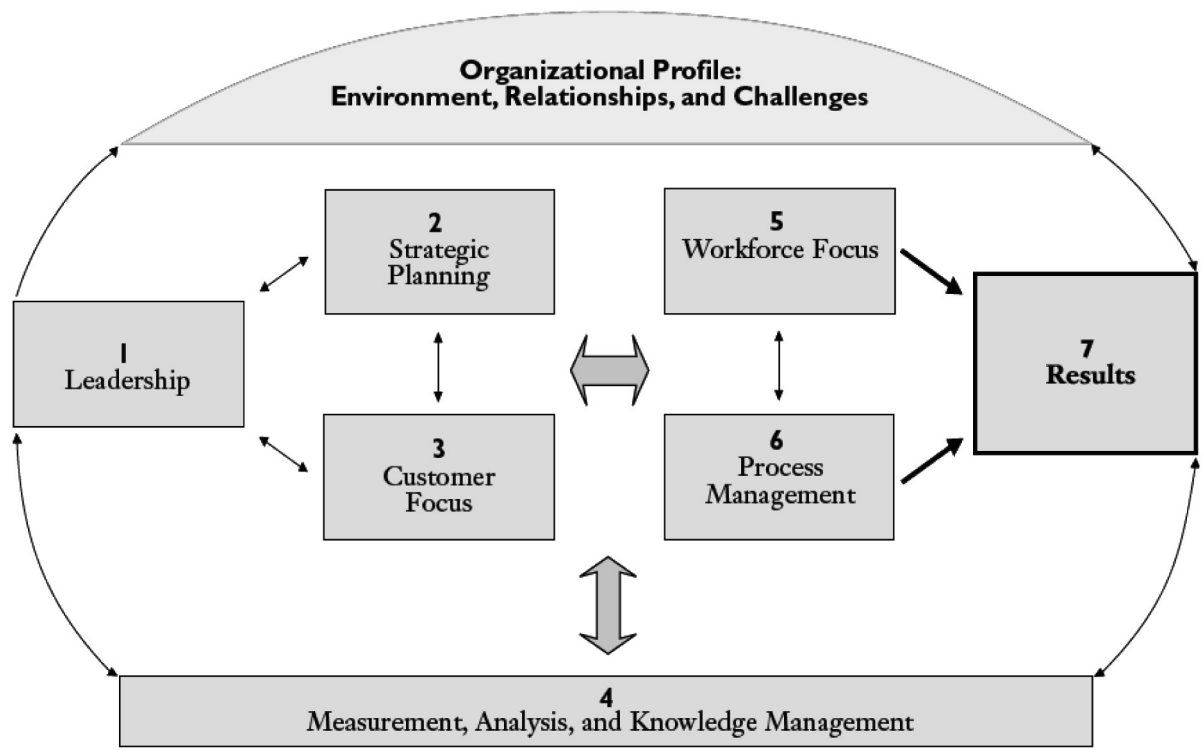 Organizational Profile:
Environment, Relationships, and Challenges
2
Strategic
Planning
5
Workforce Focus
1
Leadership
7
Results
3
Customer
Focus
6
Process
Management
4
Measurement, Analysis, and Knowledge Management